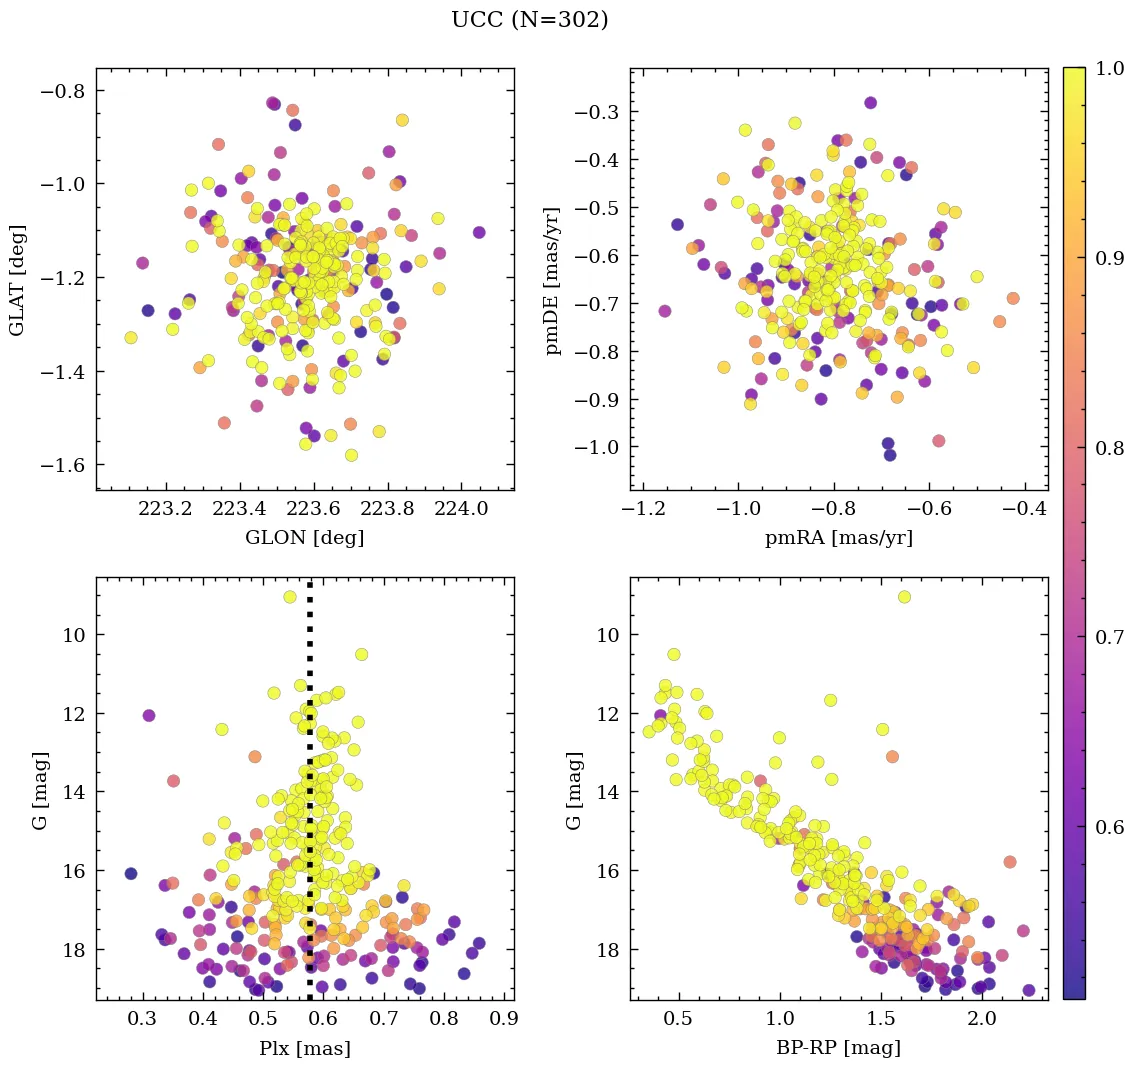 UCC (N=302)
−0.8
−1.0
−1.2
−1.4
−1.6
GLAT [deg]
223.2 223.4 223.6 223.8 224.0
GLON [deg]
−0.3
−0.4
−0.5
−0.6
−0.7
−0.8
−0.9
−1.0
pmDE [mas/yr]
−1.2 −1.0 −0.8 −0.6 −0.4
pmRA [mas/yr]
10
12
14
16
18
G [mag]
0.3 0.4 0.5 0.6 0.7 0.8 0.9
Plx [mas]
10
12
14
16
18
G [mag]
0.5 1.0 1.5 2.0
BP-RP [mag]
1.0
0.9
0.8
0.7
0.6